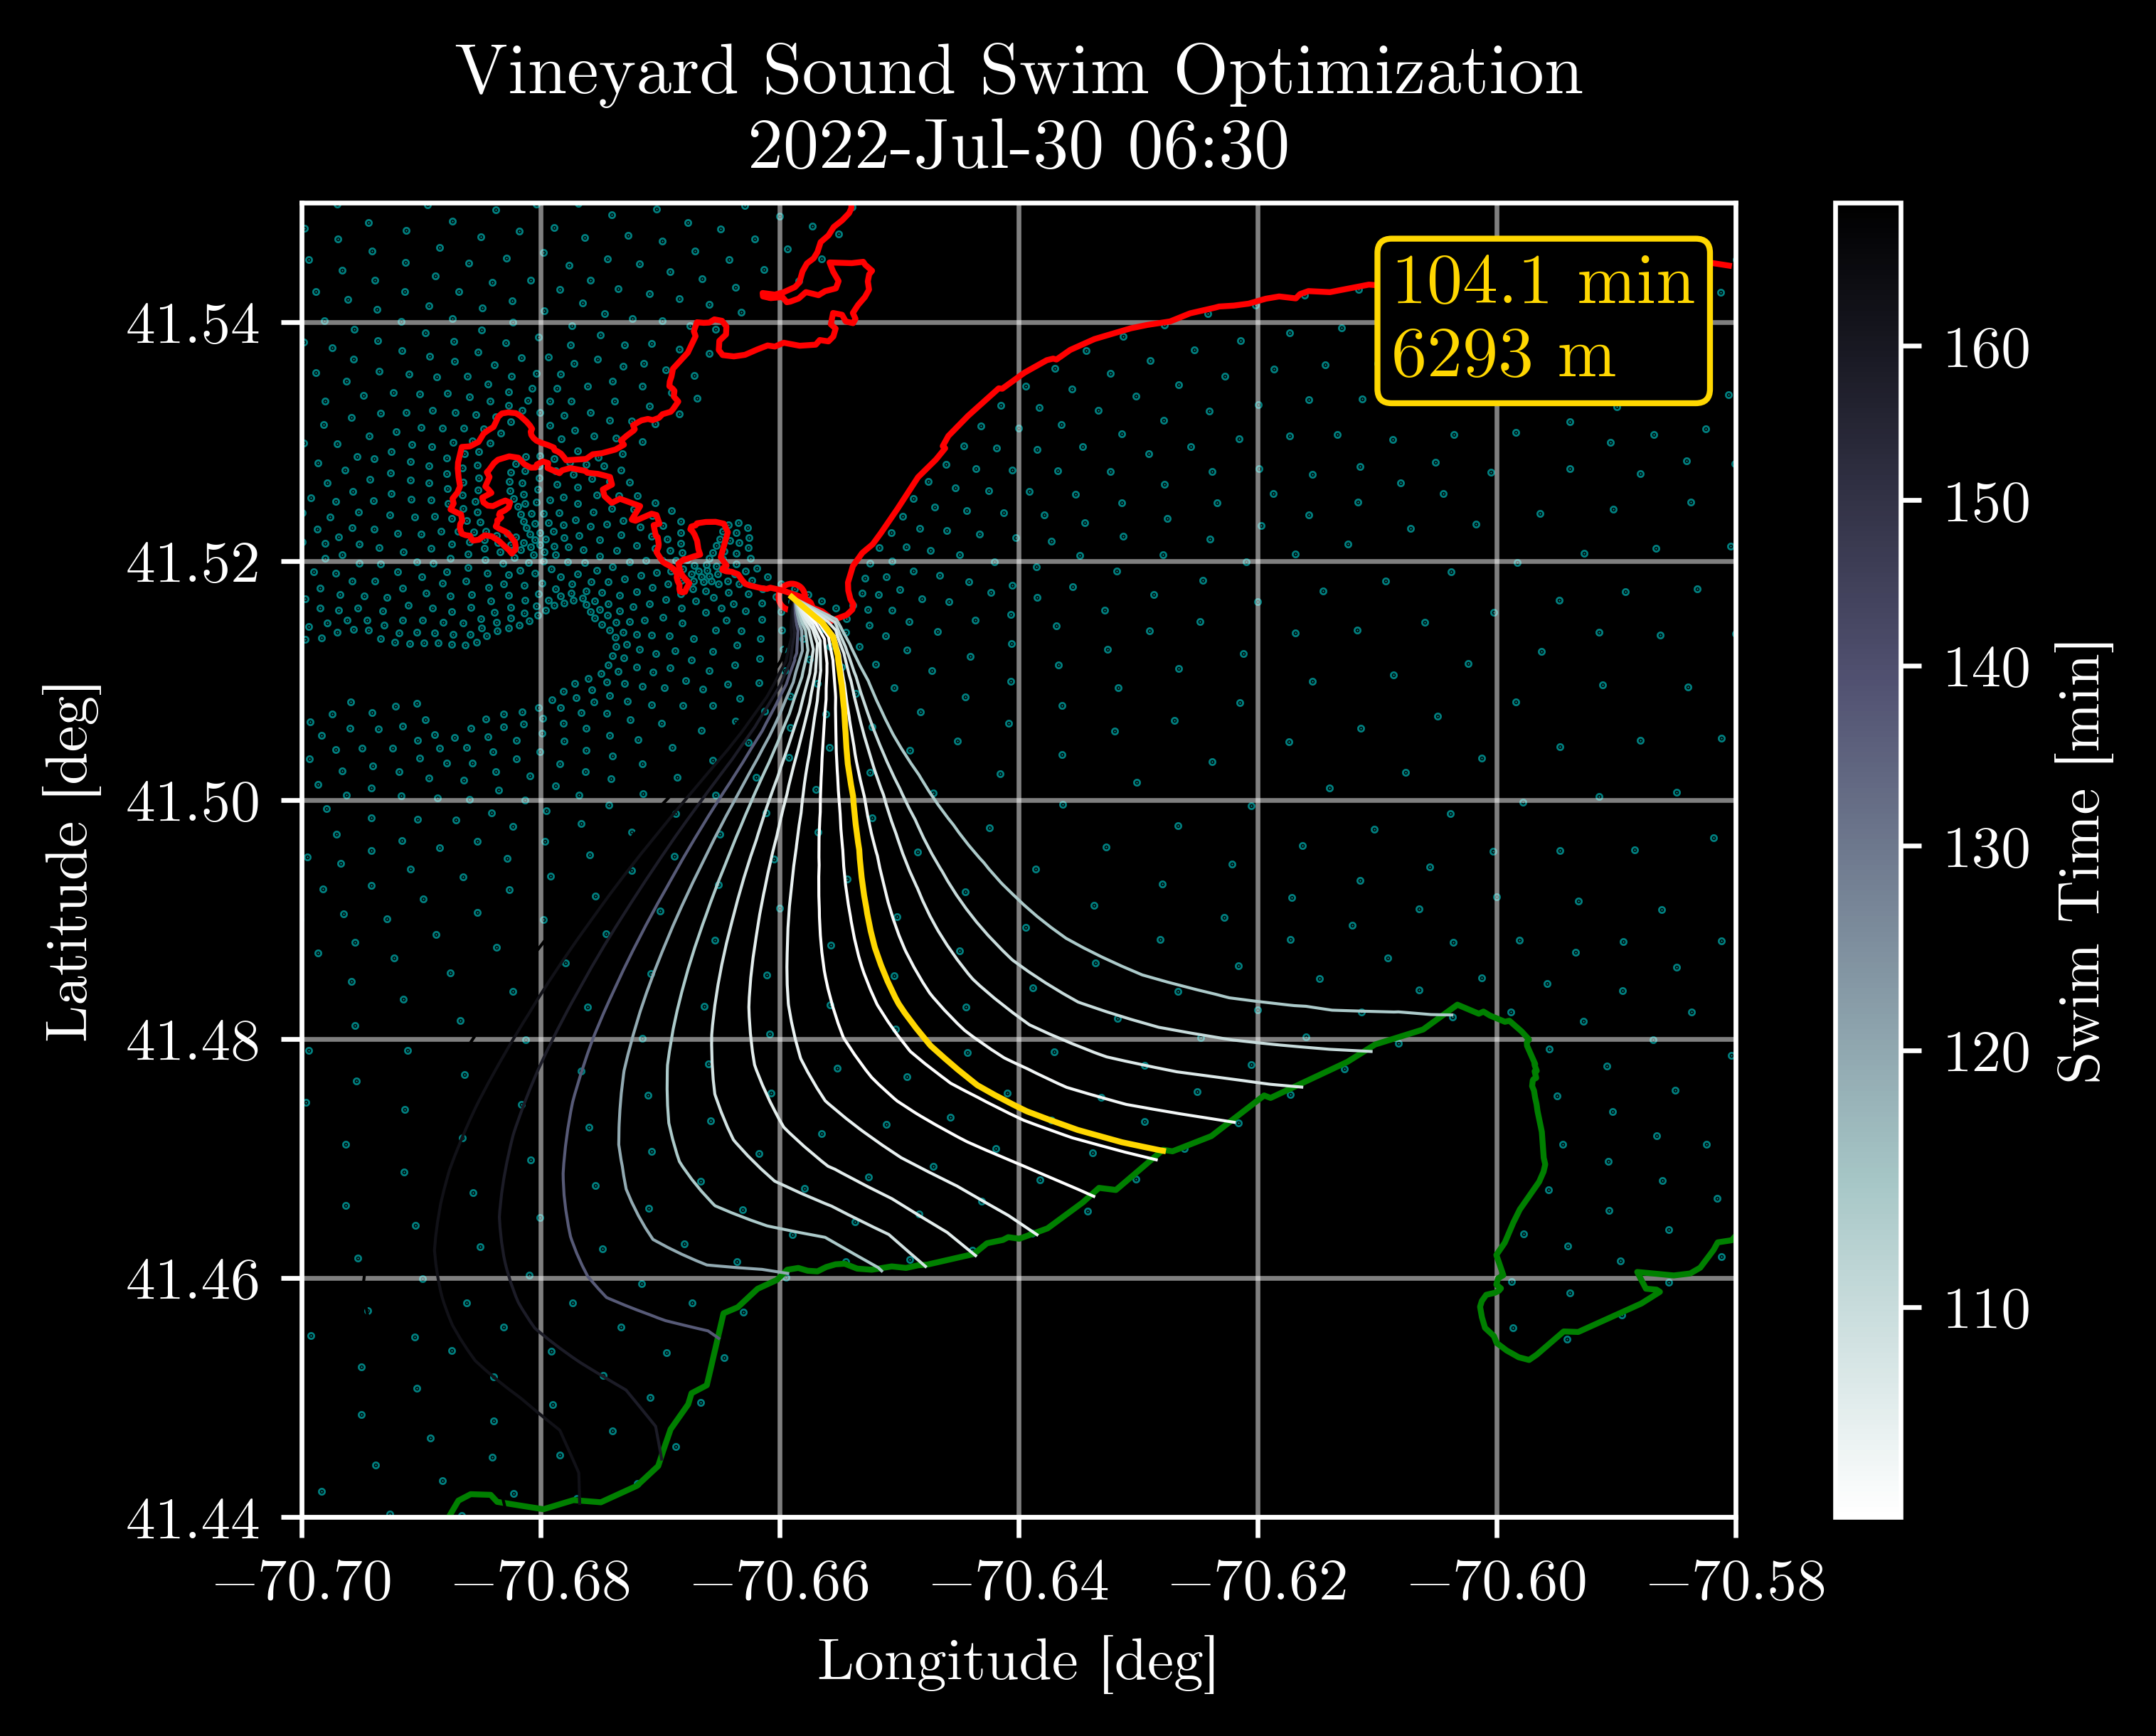 Vineyard Sound Swim Optimization
2022-Jul-30 06:30
104.1 min
6293 m
Latitude [deg]
41.54
41.52
41.50
41.48
41.46
41.44
−70.70
−70.68
−70.66
−70.64
−70.62
−70.60
−70.58
Longitude [deg]
160
150
140
130
120
110
Swim Time [min]